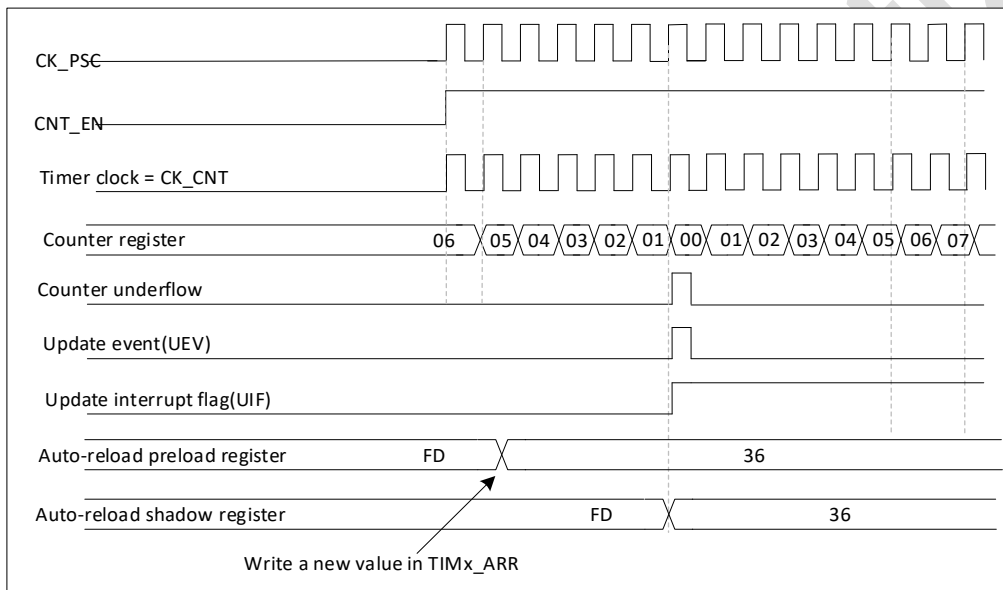 CK_PSC
CNT_EN
Timer clock = CK_CNT
Counter register 06 05 04 03 02 01 00 01 02 03 04 05 06 07
Counter underflow
Update event(UEV)
Update interrupt flag(UIF)
Auto-reload preload register FD 36
Auto-reload shadow register FD 36
Write a new value in TIMx_ARR